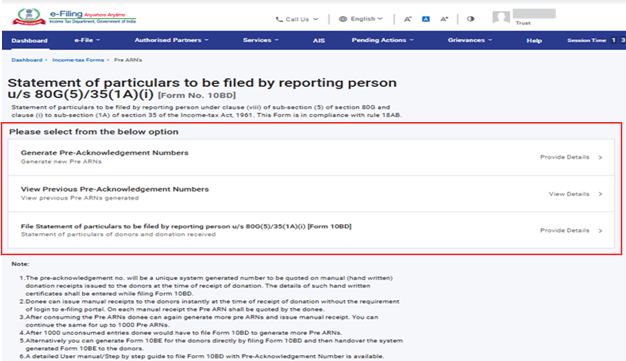 e-Filing Anywhere Anytime
Income Tax Department, Government of India
Call Us
English
A-
A
A+
Trust
Dashboard
e-File
Authorised Partners
Services
AIS
Pending Actions
Grievances
Help
Session Time 1 3
Dashboard › Income-tax Forms › Pre ARN's
Statement of particulars to be filed by reporting person
u/s 80G(5)/35(1A)(i) [Form No. 10BD]
Statement of particulars to be filed by reporting person under clause (viii) of sub-section (5) of section 80G and
clause (i) to sub-section (1A) of section 35 of the Income-tax Act, 1961. This Form is in compliance with rule 18AB.
Please select from the below option
Generate Pre-Acknowledgement Numbers
Generate new Pre ARNs
Provide Details >
View Previous Pre-Acknowledgement Numbers
View previous Pre ARNs generated
View Details >
File Statement of particulars to be filed by reporting person u/s 80G(5)/35(1A)(i) [Form 10BD]
Statement of particulars of donors and donation received
Provide Details >
Note:
1.The pre-acknowledgement no. will be a unique system generated number to be quoted on manual (hand written)
donation receipts issued to the donors at the time of receipt of donation. The details of such hand written
certificates shall be entered while filing Form 10BD.
2.Donee can issue manual receipts to the donors instantly at the time of receipt of donation without the requirement
of login to e-filing portal. On each manual receipt the Pre ARN shall be quoted by the donee.
3.After consuming the Pre ARNs donee can again generate more pre ARNs and issue manual receipt. You can
continue the same for up to 1000 Pre ARNs.
4.After 1000 unconsumed entries donee would have to file Form 10BD to generate more Pre ARNs.
5.Alternatively you can generate Form 10BE for the donors directly by filing Form 10BD and then handover the system
generated Form 10BE to the donors.
6.A detailed User manual/Step by step guide to file Form 10BD with Pre-Acknowledgement Number is available.